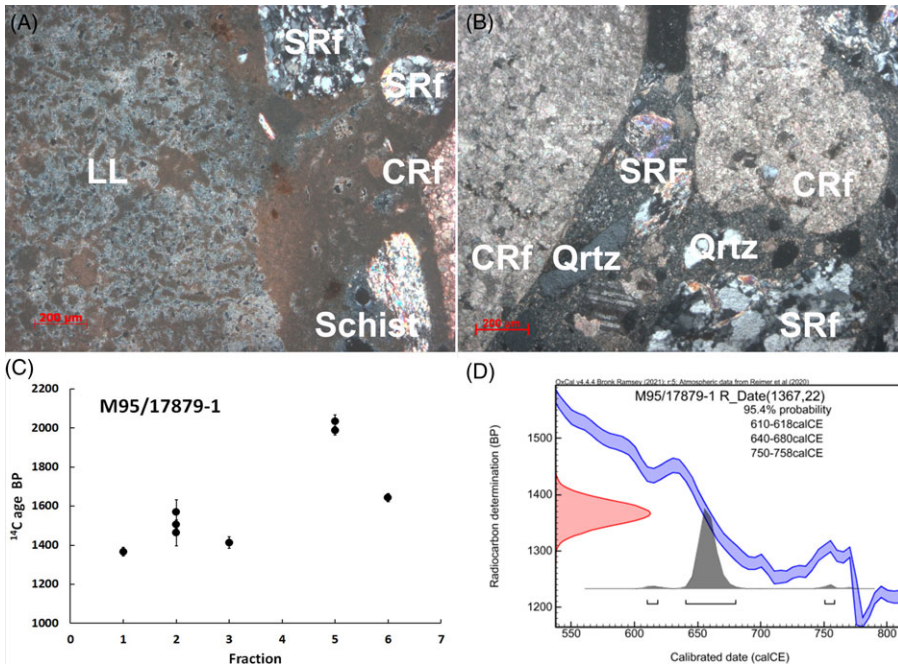 (A)
SRf
SRf
LL
CRf
Schist
200 µm
(B)
SRF
CRf
CRf
Qrtz
Qrtz
SRf
200 µm
(C)
M95/17879-1
¹⁴C age BP
2200
2000
1800
1600
1400
1200
1000
0 1 2 3 4 5 6 7
Fraction
(D)
OxCal v4.4.4 Bronk Ramsey (2021); r:5; Atmospheric data from Reimer et al (2020)
M95/17879-1 R_Date(1367,22)
95.4% probability
610-618calCE
640-680calCE
750-758calCE
Radiocarbon determination (BP)
1500
1400
1300
1200
550 600 650 700 750 800
Calibrated date (calCE)